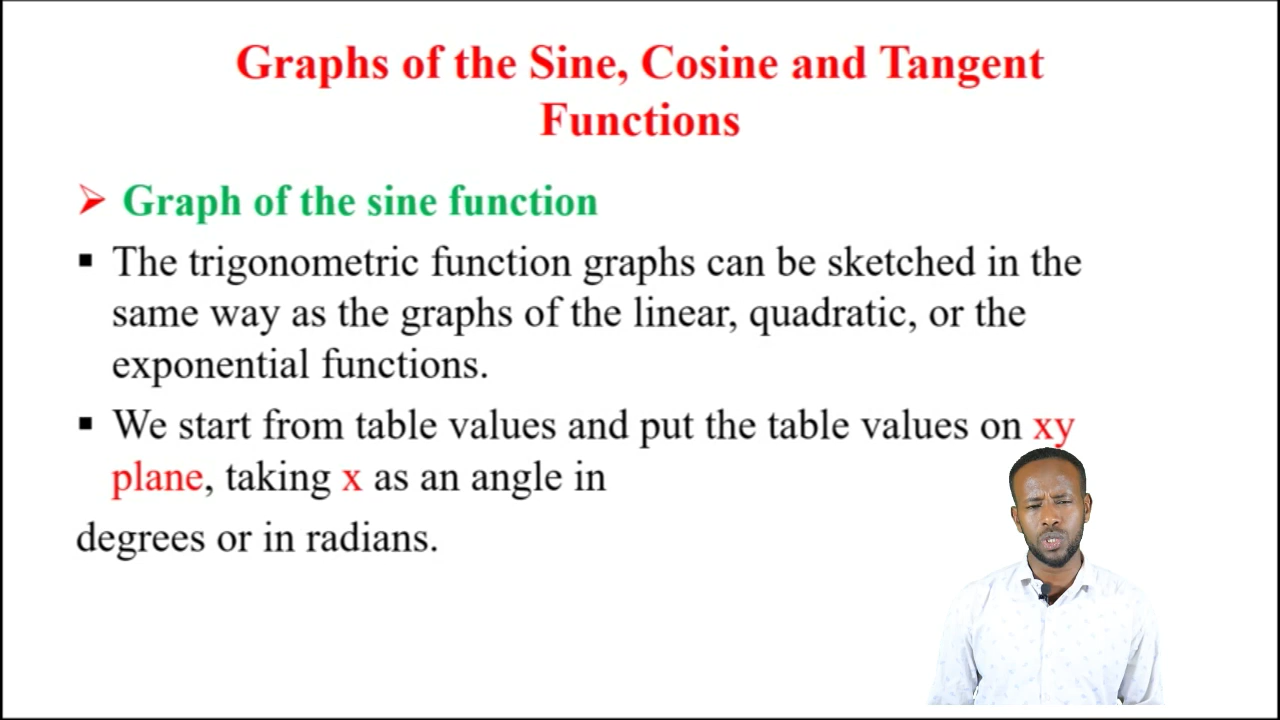 Graphs of the Sine, Cosine and Tangent
Functions
Graph of the sine function
The trigonometric function graphs can be sketched in the
same way as the graphs of the linear, quadratic, or the
exponential functions.
We start from table values and put the table values on xy
plane, taking x as an angle in
degrees or in radians.